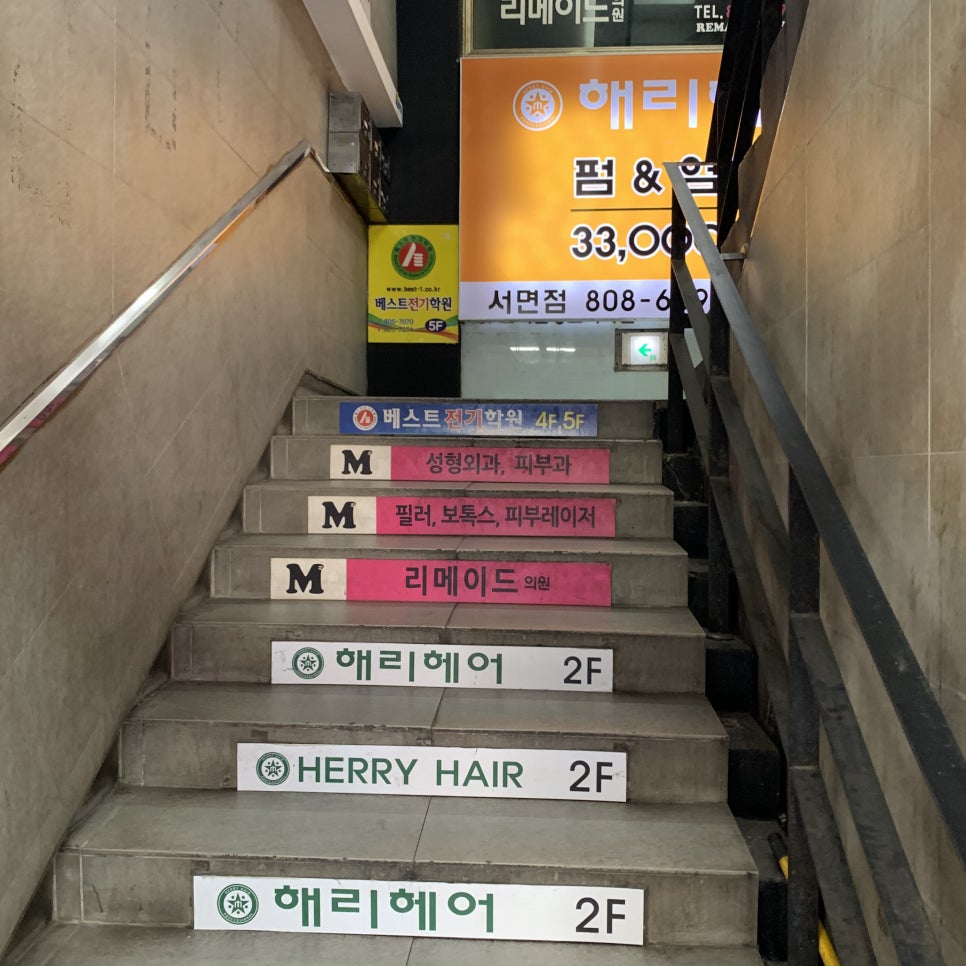 리메이드
TEL.
해리
펌 &
서면점 808-6
www.best-1.co.kr
베스트전기학원
805-7070
5F
베스트전기학원 4F,5F
M 성형외과, 피부과
M 필러, 보톡스, 피부레이저
M 리메이드 의원
해리헤어 2F
HERRY HAIR 2F
해리헤어 2F